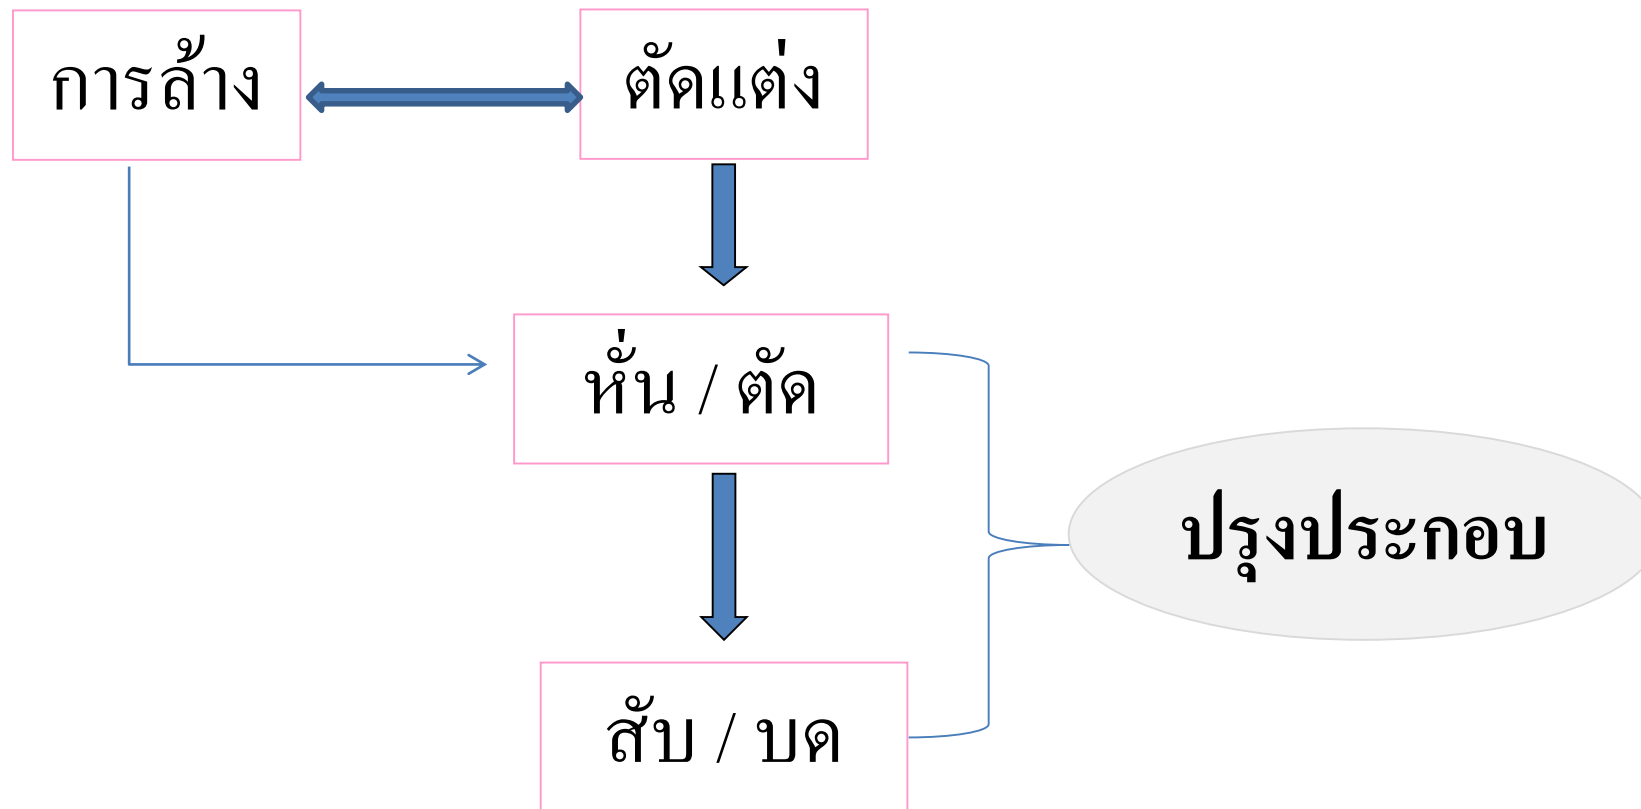 การล้าง
ตัดแต่ง
หั่น / ตัด
ปรุงประกอบ
สับ / บด